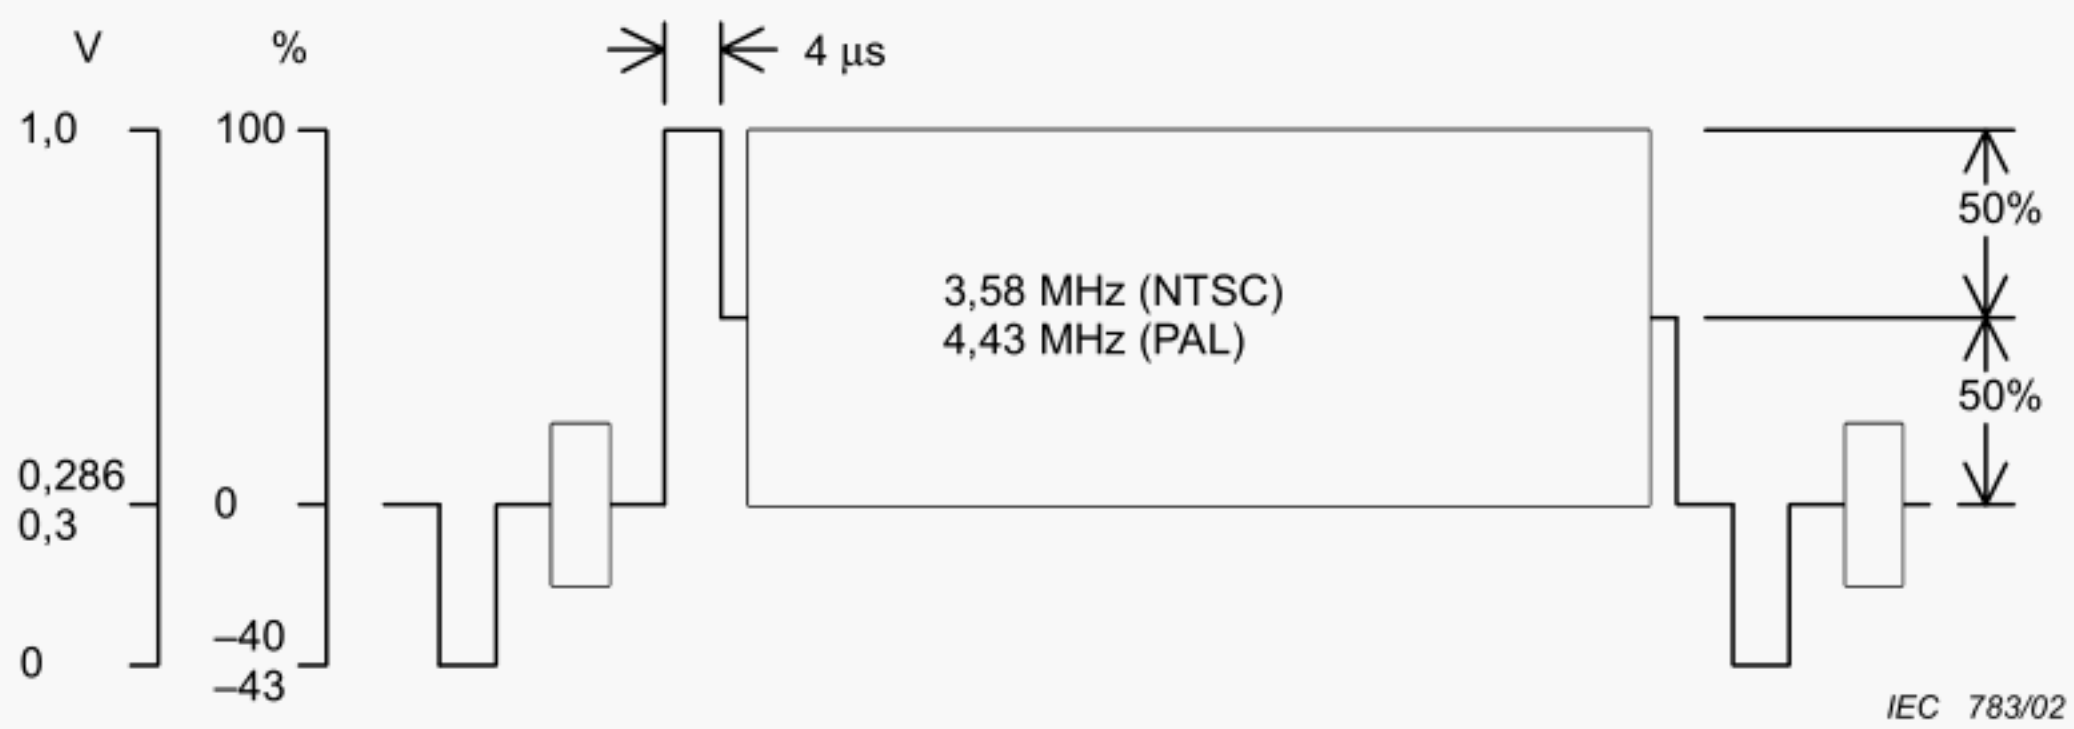 V
%
4 µs
1,0
100
50%
3,58 MHz (NTSC)
4,43 MHz (PAL)
50%
0,286
0,3
0
0
–40
–43
IEC 783/02